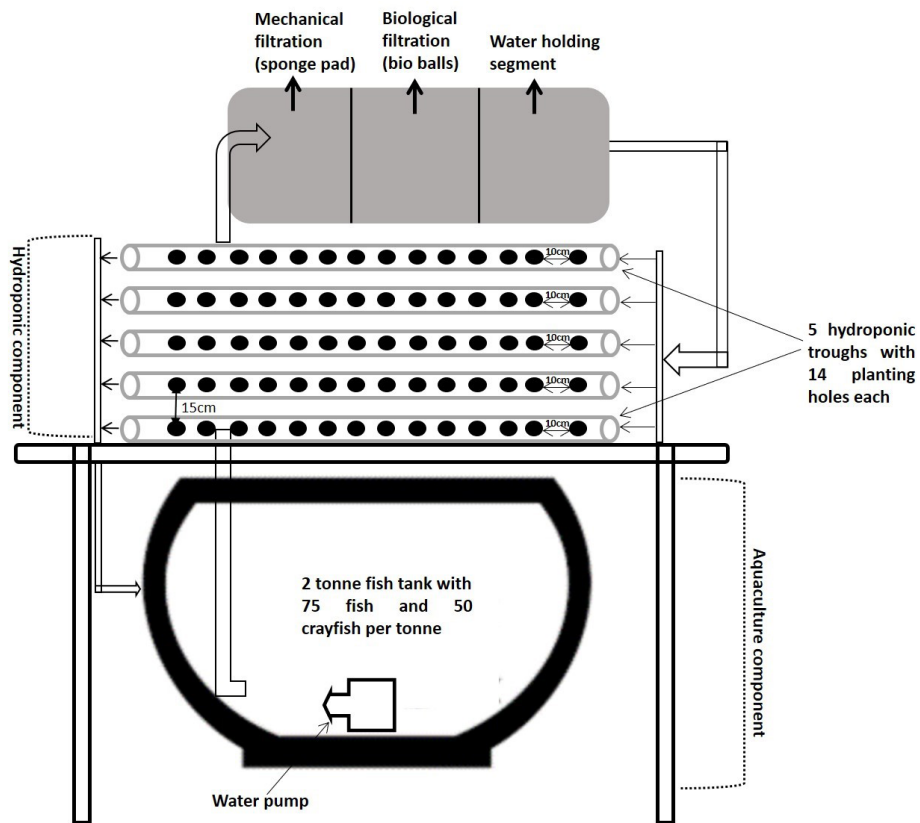 Mechanical
filtration
(sponge pad)
Biological
filtration
(bio balls)
Water holding
segment
Hydroponic component
10cm
10cm
10cm
10cm
15cm
10cm
5 hydroponic
troughs with
14 planting
holes each
2 tonne fish tank with
75 fish and 50
crayfish per tonne
Aquaculture component
Water pump